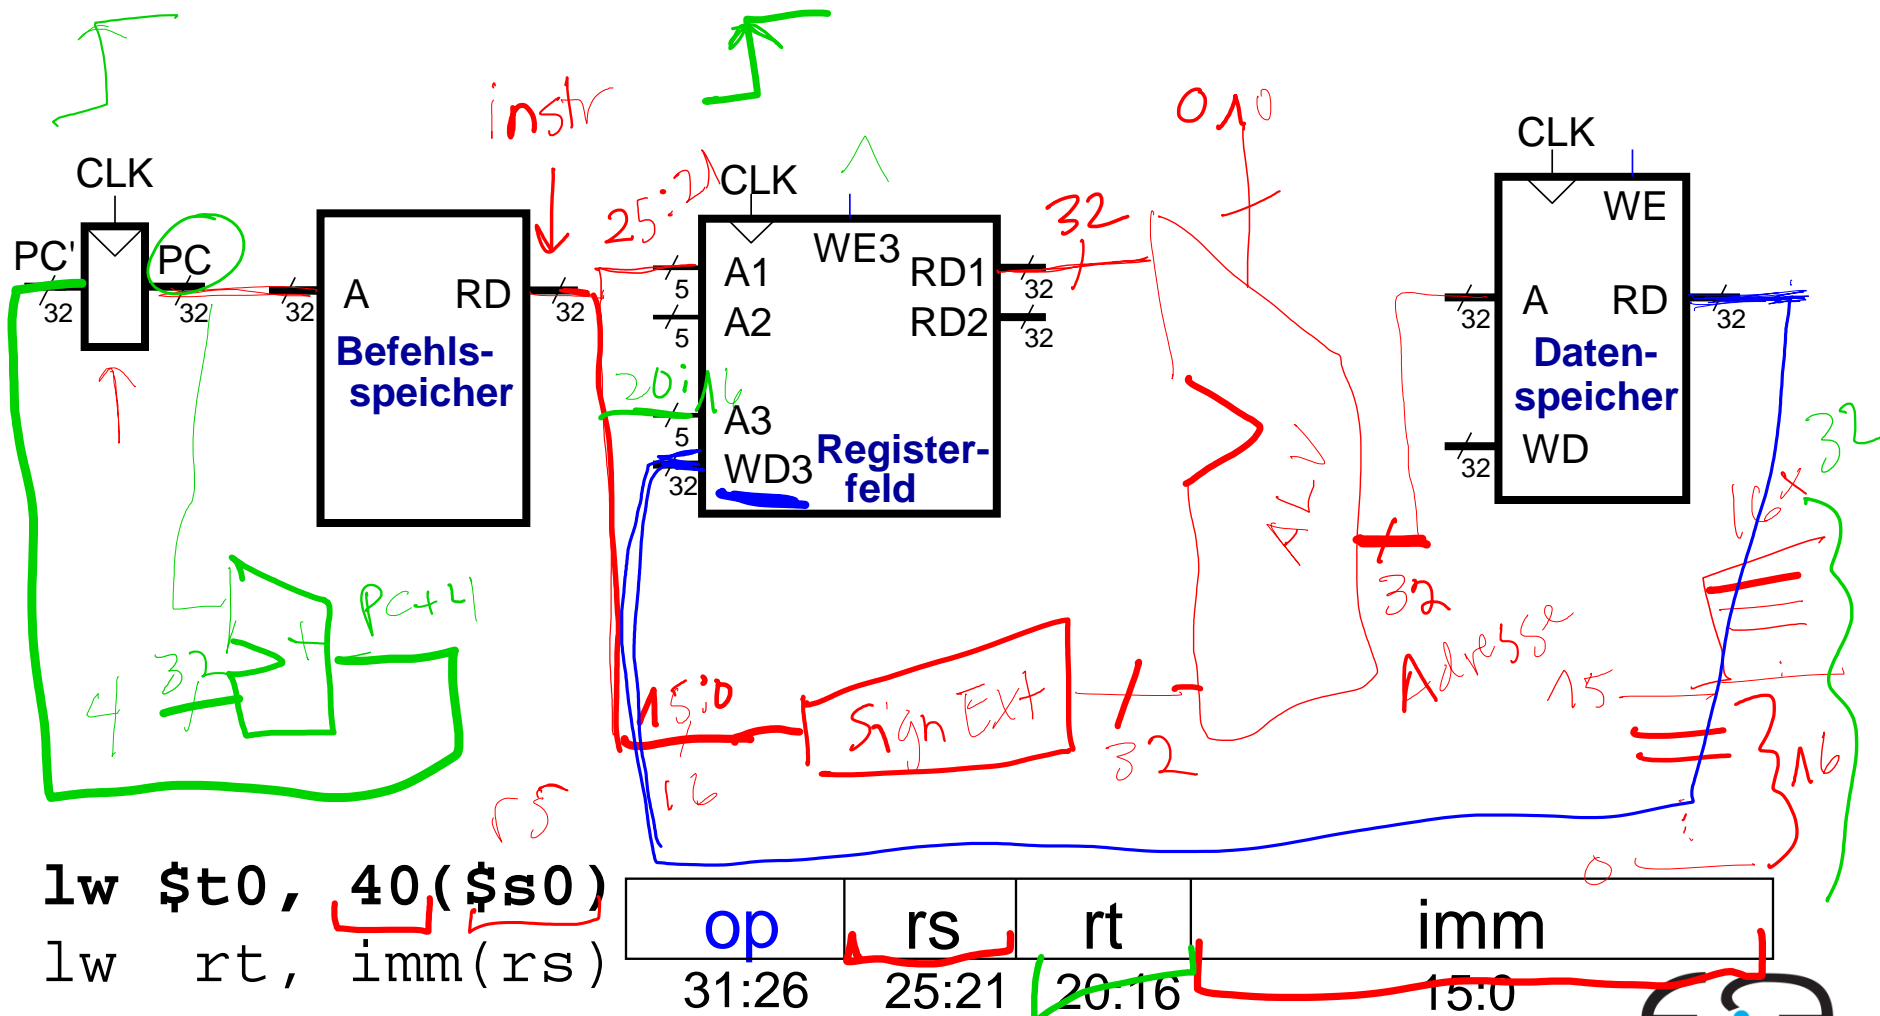 instr
010
CLK
25:21
CLK
CLK
32
PC'
PC
32
32
32
A
RD
32
Befehls-
speicher
A1
5
A2
5
WE3
RD1
32
RD2
32
20:16
A3
5
WD3
32
Register-
feld
ALU
WE
A
32
RD
32
Daten-
speicher
WD
32
32
16x
PC+4
+
32
4
15:0
16
Sign Ext
32
32
Adresse
15
16
0
rs
lw $t0, 40($s0)
lw rt, imm(rs)
op rs rt imm
31:26 25:21 20:16 15:0